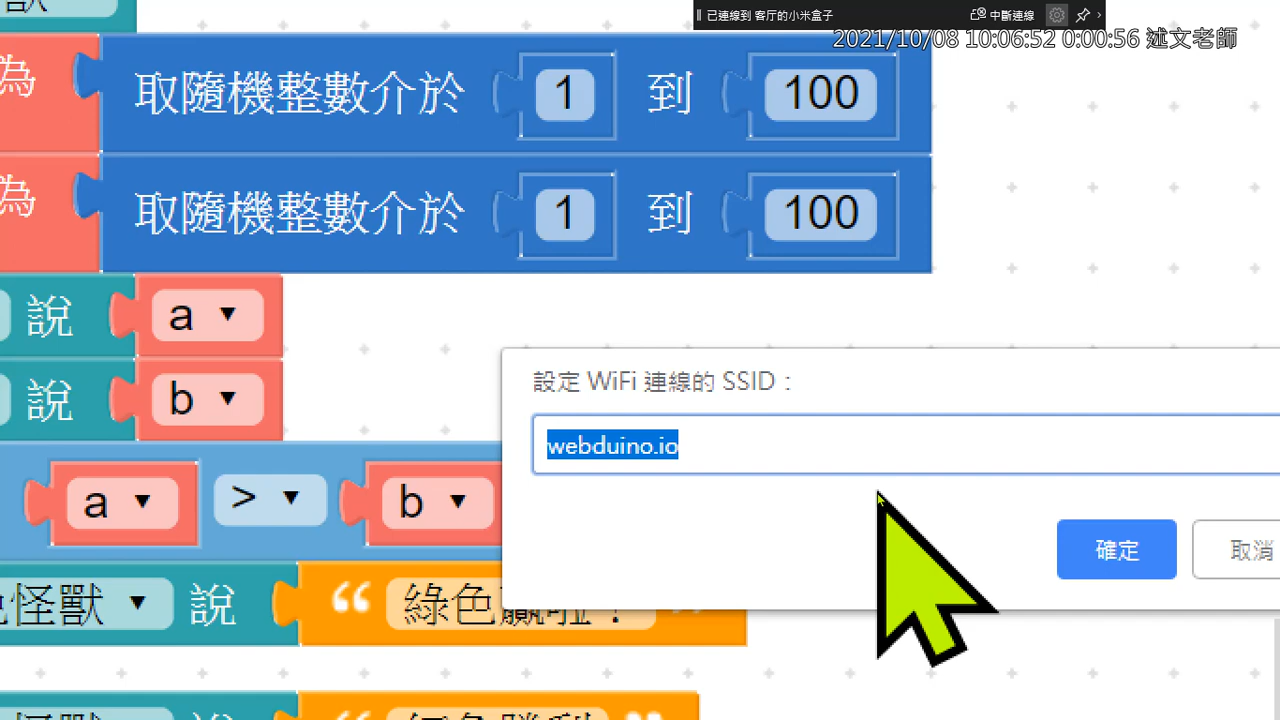 已連線到 客厅的小米盒子 中斷連線
2021/10/08 10:06:52 0:00:56 述文老師
為 取隨機整數介於 1 到 100
為 取隨機整數介於 1 到 100
說 a
說 b
設定 WiFi 連線的 SSID：
webduino.io
a > b
確定 取消
怪獸 說 “ 綠色贏啦！ ”